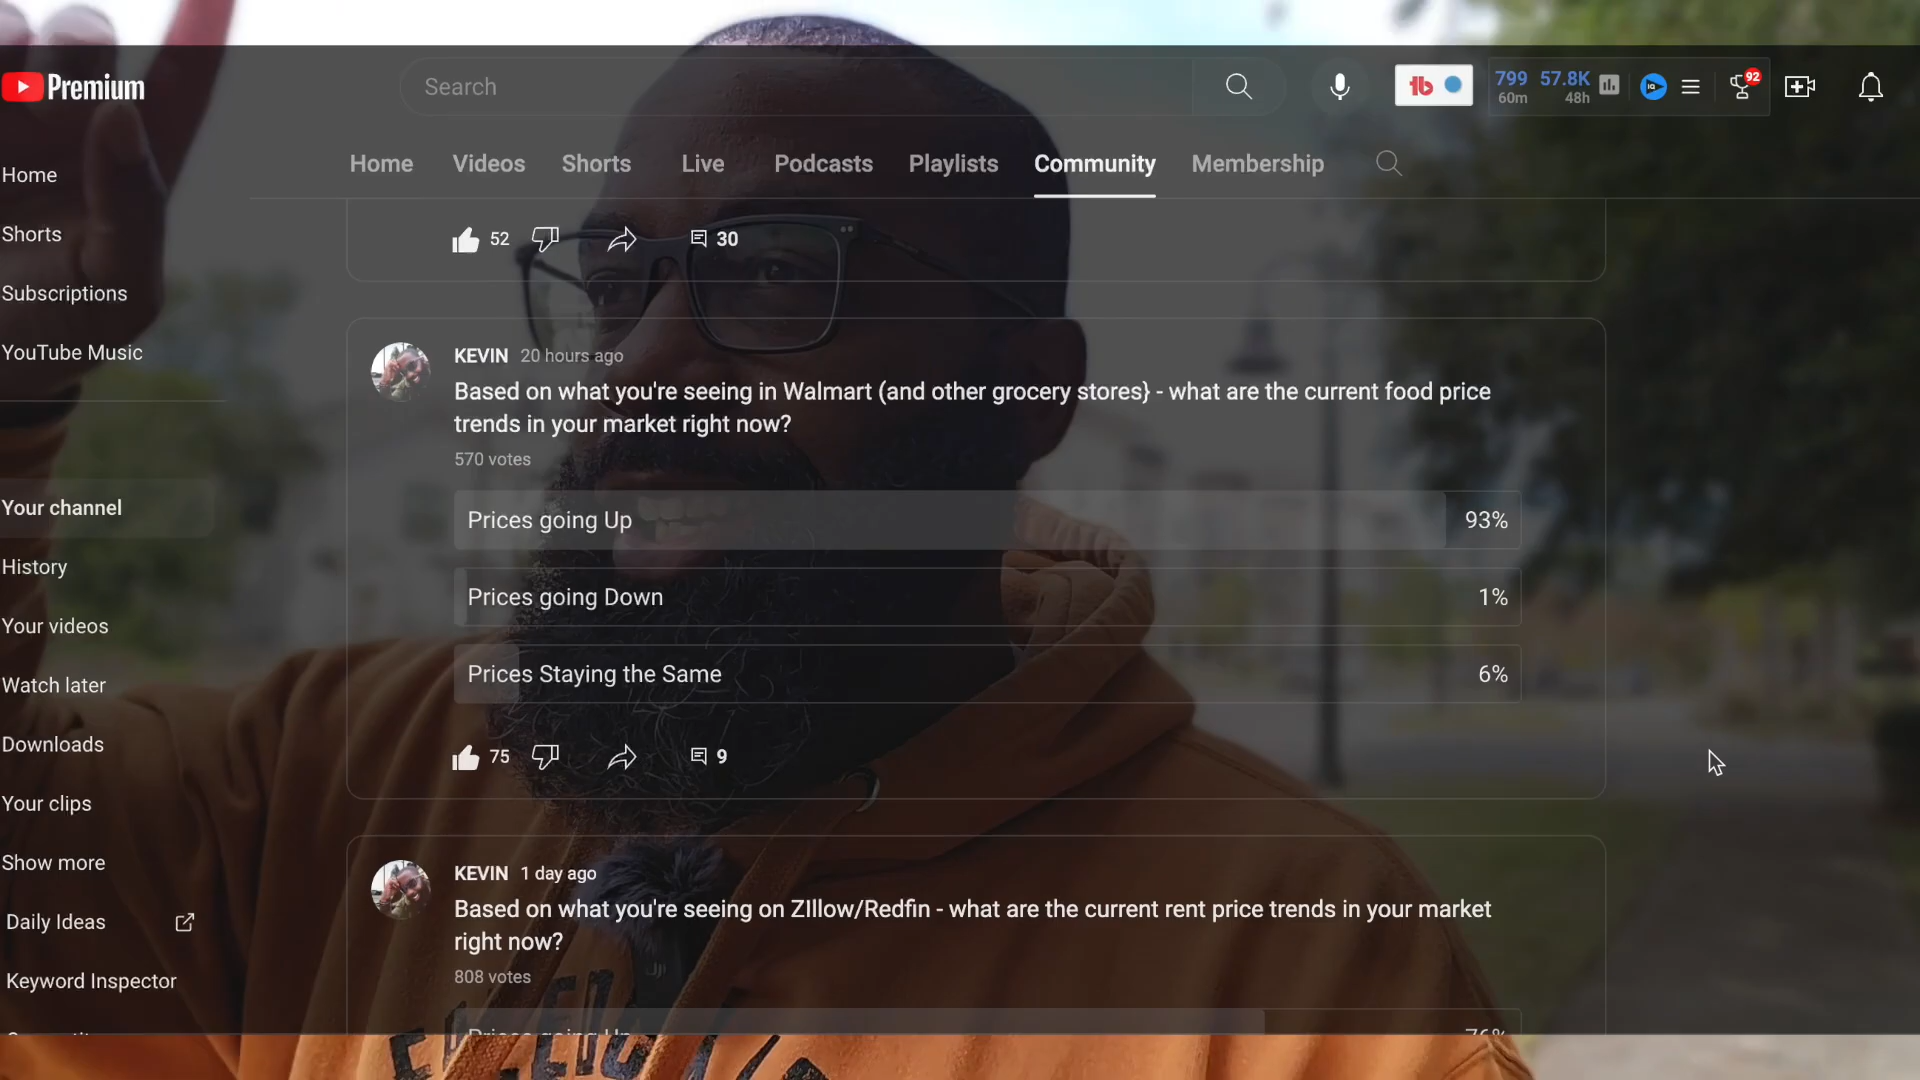 Premium
Search
799 57.8K
60m 48h
92
Home Videos Shorts Live Podcasts Playlists Community Membership
Home
Shorts
Subscriptions
YouTube Music
Your channel
History
Your videos
Watch later
Downloads
Your clips
Show more
Daily Ideas
Keyword Inspector
52 30
KEVIN 20 hours ago
Based on what you're seeing in Walmart (and other grocery stores} - what are the current food price
trends in your market right now?
570 votes
Prices going Up 93%
Prices going Down 1%
Prices Staying the Same 6%
75 9
KEVIN 1 day ago
Based on what you're seeing on ZIllow/Redfin - what are the current rent price trends in your market
right now?
808 votes
Prices going Up 76%